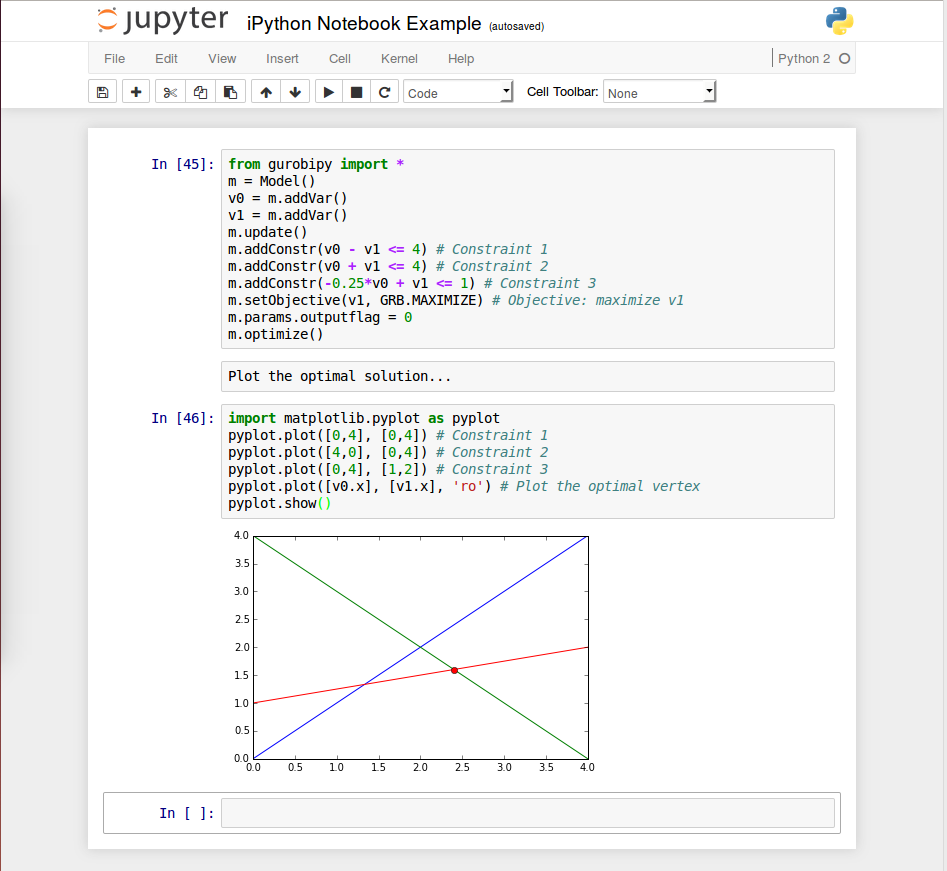 jupyter iPython Notebook Example (autosaved)
File Edit View Insert Cell Kernel Help Python 2
Code Cell Toolbar: None
In [45]: from gurobipy import *
m = Model()
v0 = m.addVar()
v1 = m.addVar()
m.update()
m.addConstr(v0 - v1 <= 4) # Constraint 1
m.addConstr(v0 + v1 <= 4) # Constraint 2
m.addConstr(-0.25*v0 + v1 <= 1) # Constraint 3
m.setObjective(v1, GRB.MAXIMIZE) # Objective: maximize v1
m.params.outputflag = 0
m.optimize()
Plot the optimal solution...
In [46]: import matplotlib.pyplot as pyplot
pyplot.plot([0,4], [0,4]) # Constraint 1
pyplot.plot([4,0], [0,4]) # Constraint 2
pyplot.plot([0,4], [1,2]) # Constraint 3
pyplot.plot([v0.x], [v1.x], 'ro') # Plot the optimal vertex
pyplot.show()
4.0
3.5
3.0
2.5
2.0
1.5
1.0
0.5
0.0
0.0 0.5 1.0 1.5 2.0 2.5 3.0 3.5 4.0
In [ ]: